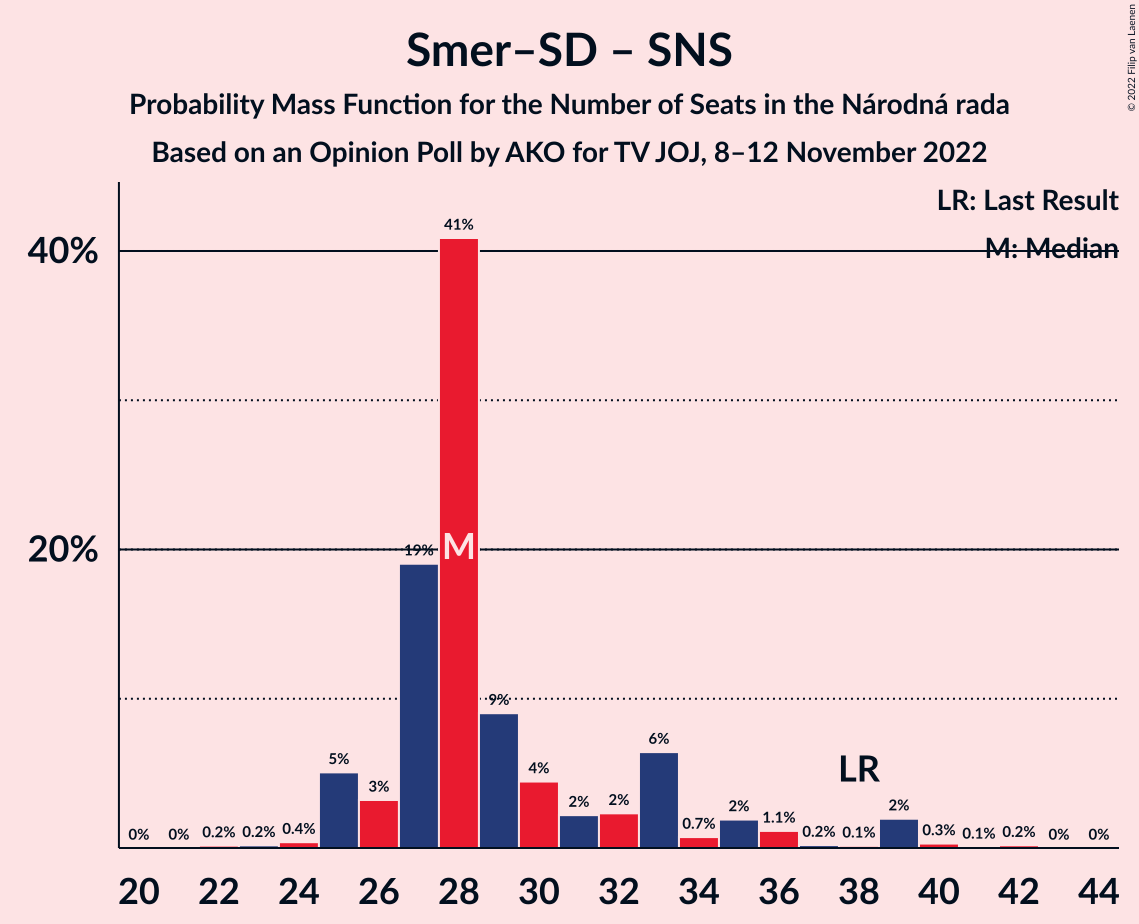 © 2022 Filip van Laenen
Smer–SD – SNS
Probability Mass Function for the Number of Seats in the Národná rada
Based on an Opinion Poll by AKO for TV JOJ, 8–12 November 2022
LR: Last Result
M: Median
40%
20%
0% 0% 0.2% 0.2% 0.4% 5% 3% 19% 41% 9% 4% 2% 2% 6% 0.7% 2% 1.1% 0.2% 0.1% 2% 0.3% 0.1% 0.2% 0% 0%
M
LR
20 22 24 26 28 30 32 34 36 38 40 42 44